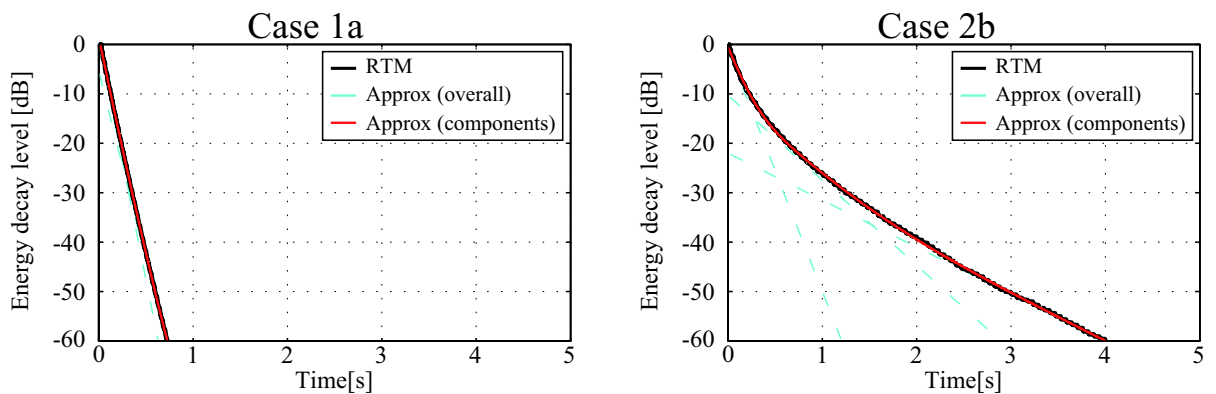 Case 1a
0
-10
-20
-30
-40
-50
-60
Energy decay level [dB]
RTM
Approx (overall)
Approx (components)
0 1 2 3 4 5
Time[s]
Case 2b
0
-10
-20
-30
-40
-50
-60
Energy decay level [dB]
RTM
Approx (overall)
Approx (components)
0 1 2 3 4 5
Time[s]